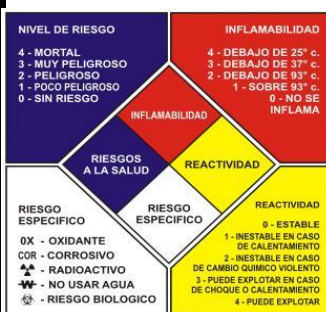 NIVEL DE RIESGO
4 - MORTAL
3 - MUY PELIGROSO
2 - PELIGROSO
1 - POCO PELIGROSO
0 - SIN RIESGO
INFLAMABILIDAD
4 - DEBAJO DE 25° c.
3 - DEBAJO DE 37° c.
2 - DEBAJO DE 93° c.
1 - SOBRE 93° c.
0 - NO SE
INFLAMA
INFLAMABILIDAD
RIESGOS
A LA SALUD
REACTIVIDAD
RIESGO
ESPECIFICO
RIESGO
ESPECIFICO
0X - OXIDANTE
COR - CORROSIVO
- RADIOACTIVO
W - NO USAR AGUA
- RIESGO BIOLOGICO
REACTIVIDAD
0 - ESTABLE
1 - INESTABLE EN CASO
DE CALENTAMIENTO
2 - INESTABLE EN CASO
DE CAMBIO QUIMICO VIOLENTO
3 - PUEDE EXPLOTAR EN CASO
DE CHOQUE O CALENTAMIENTO
4 - PUEDE EXPLOTAR